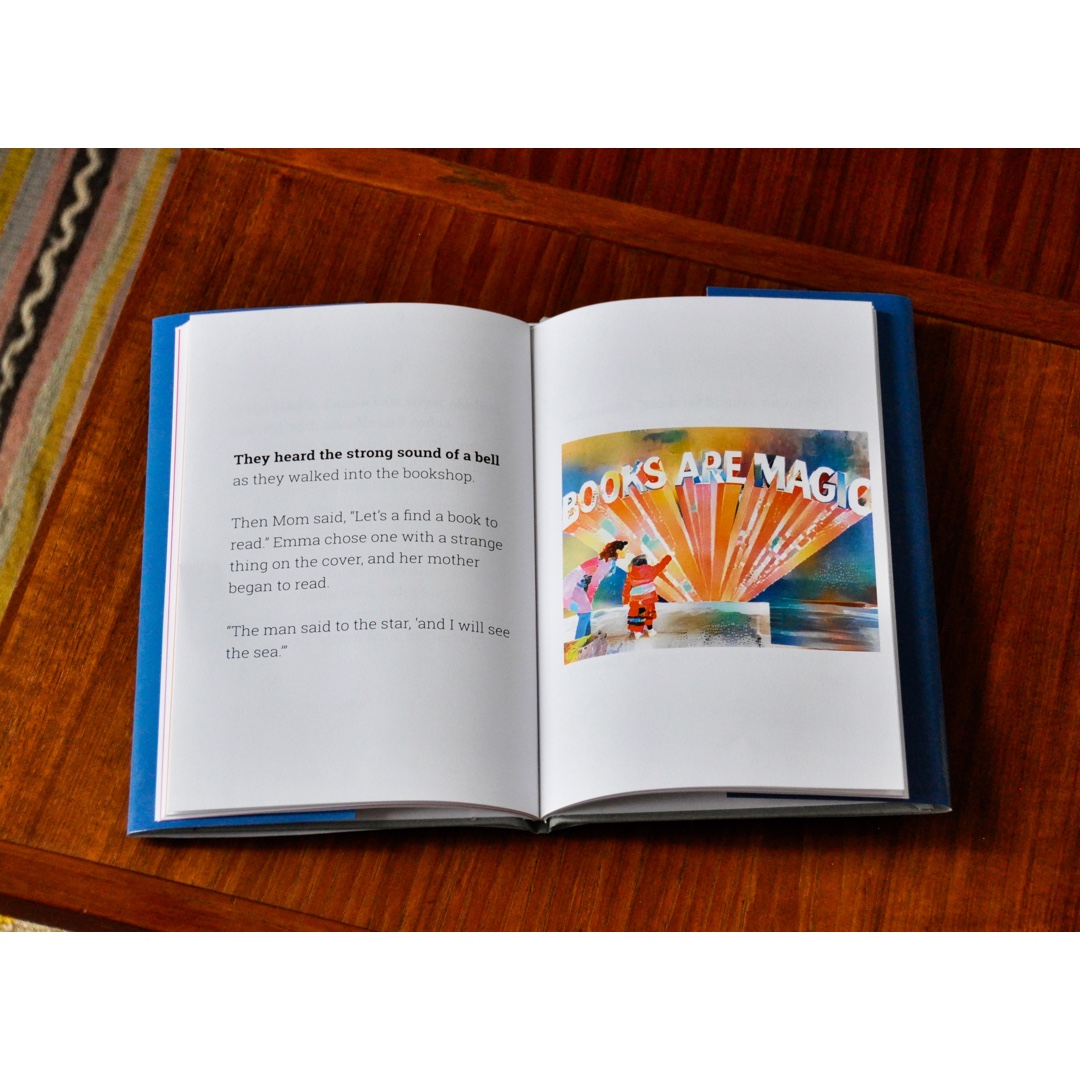 They heard the strong sound of a bell
as they walked into the bookshop.
Then Mom said, “Let’s a find a book to
read.” Emma chose one with a strange
thing on the cover, and her mother
began to read.
“The man said to the star, ‘and I will see
the sea.’”
BOOKS ARE MAGIC